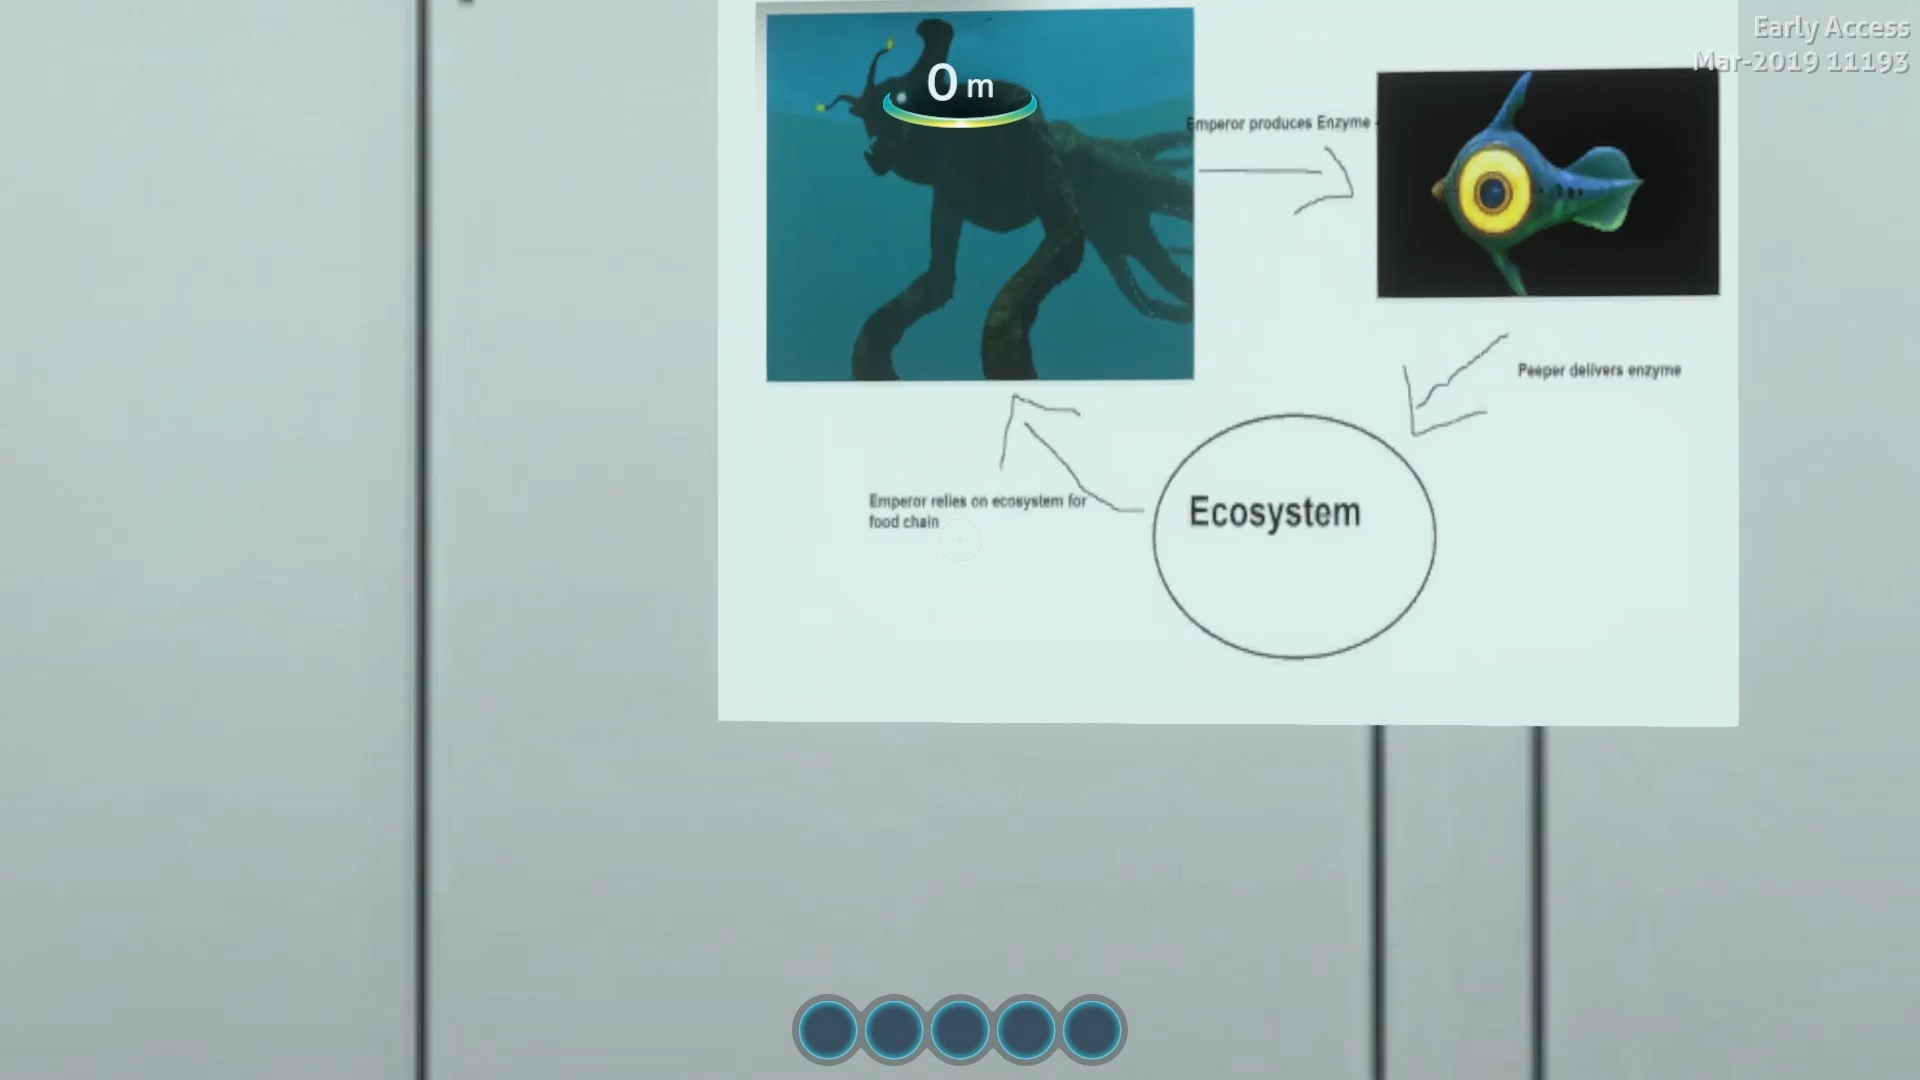 Early Access
Mar-2019 11193
0 m
Emperor produces Enzyme -
Peeper delivers enzyme
Emperor relies on ecosystem for
food chain
Ecosystem